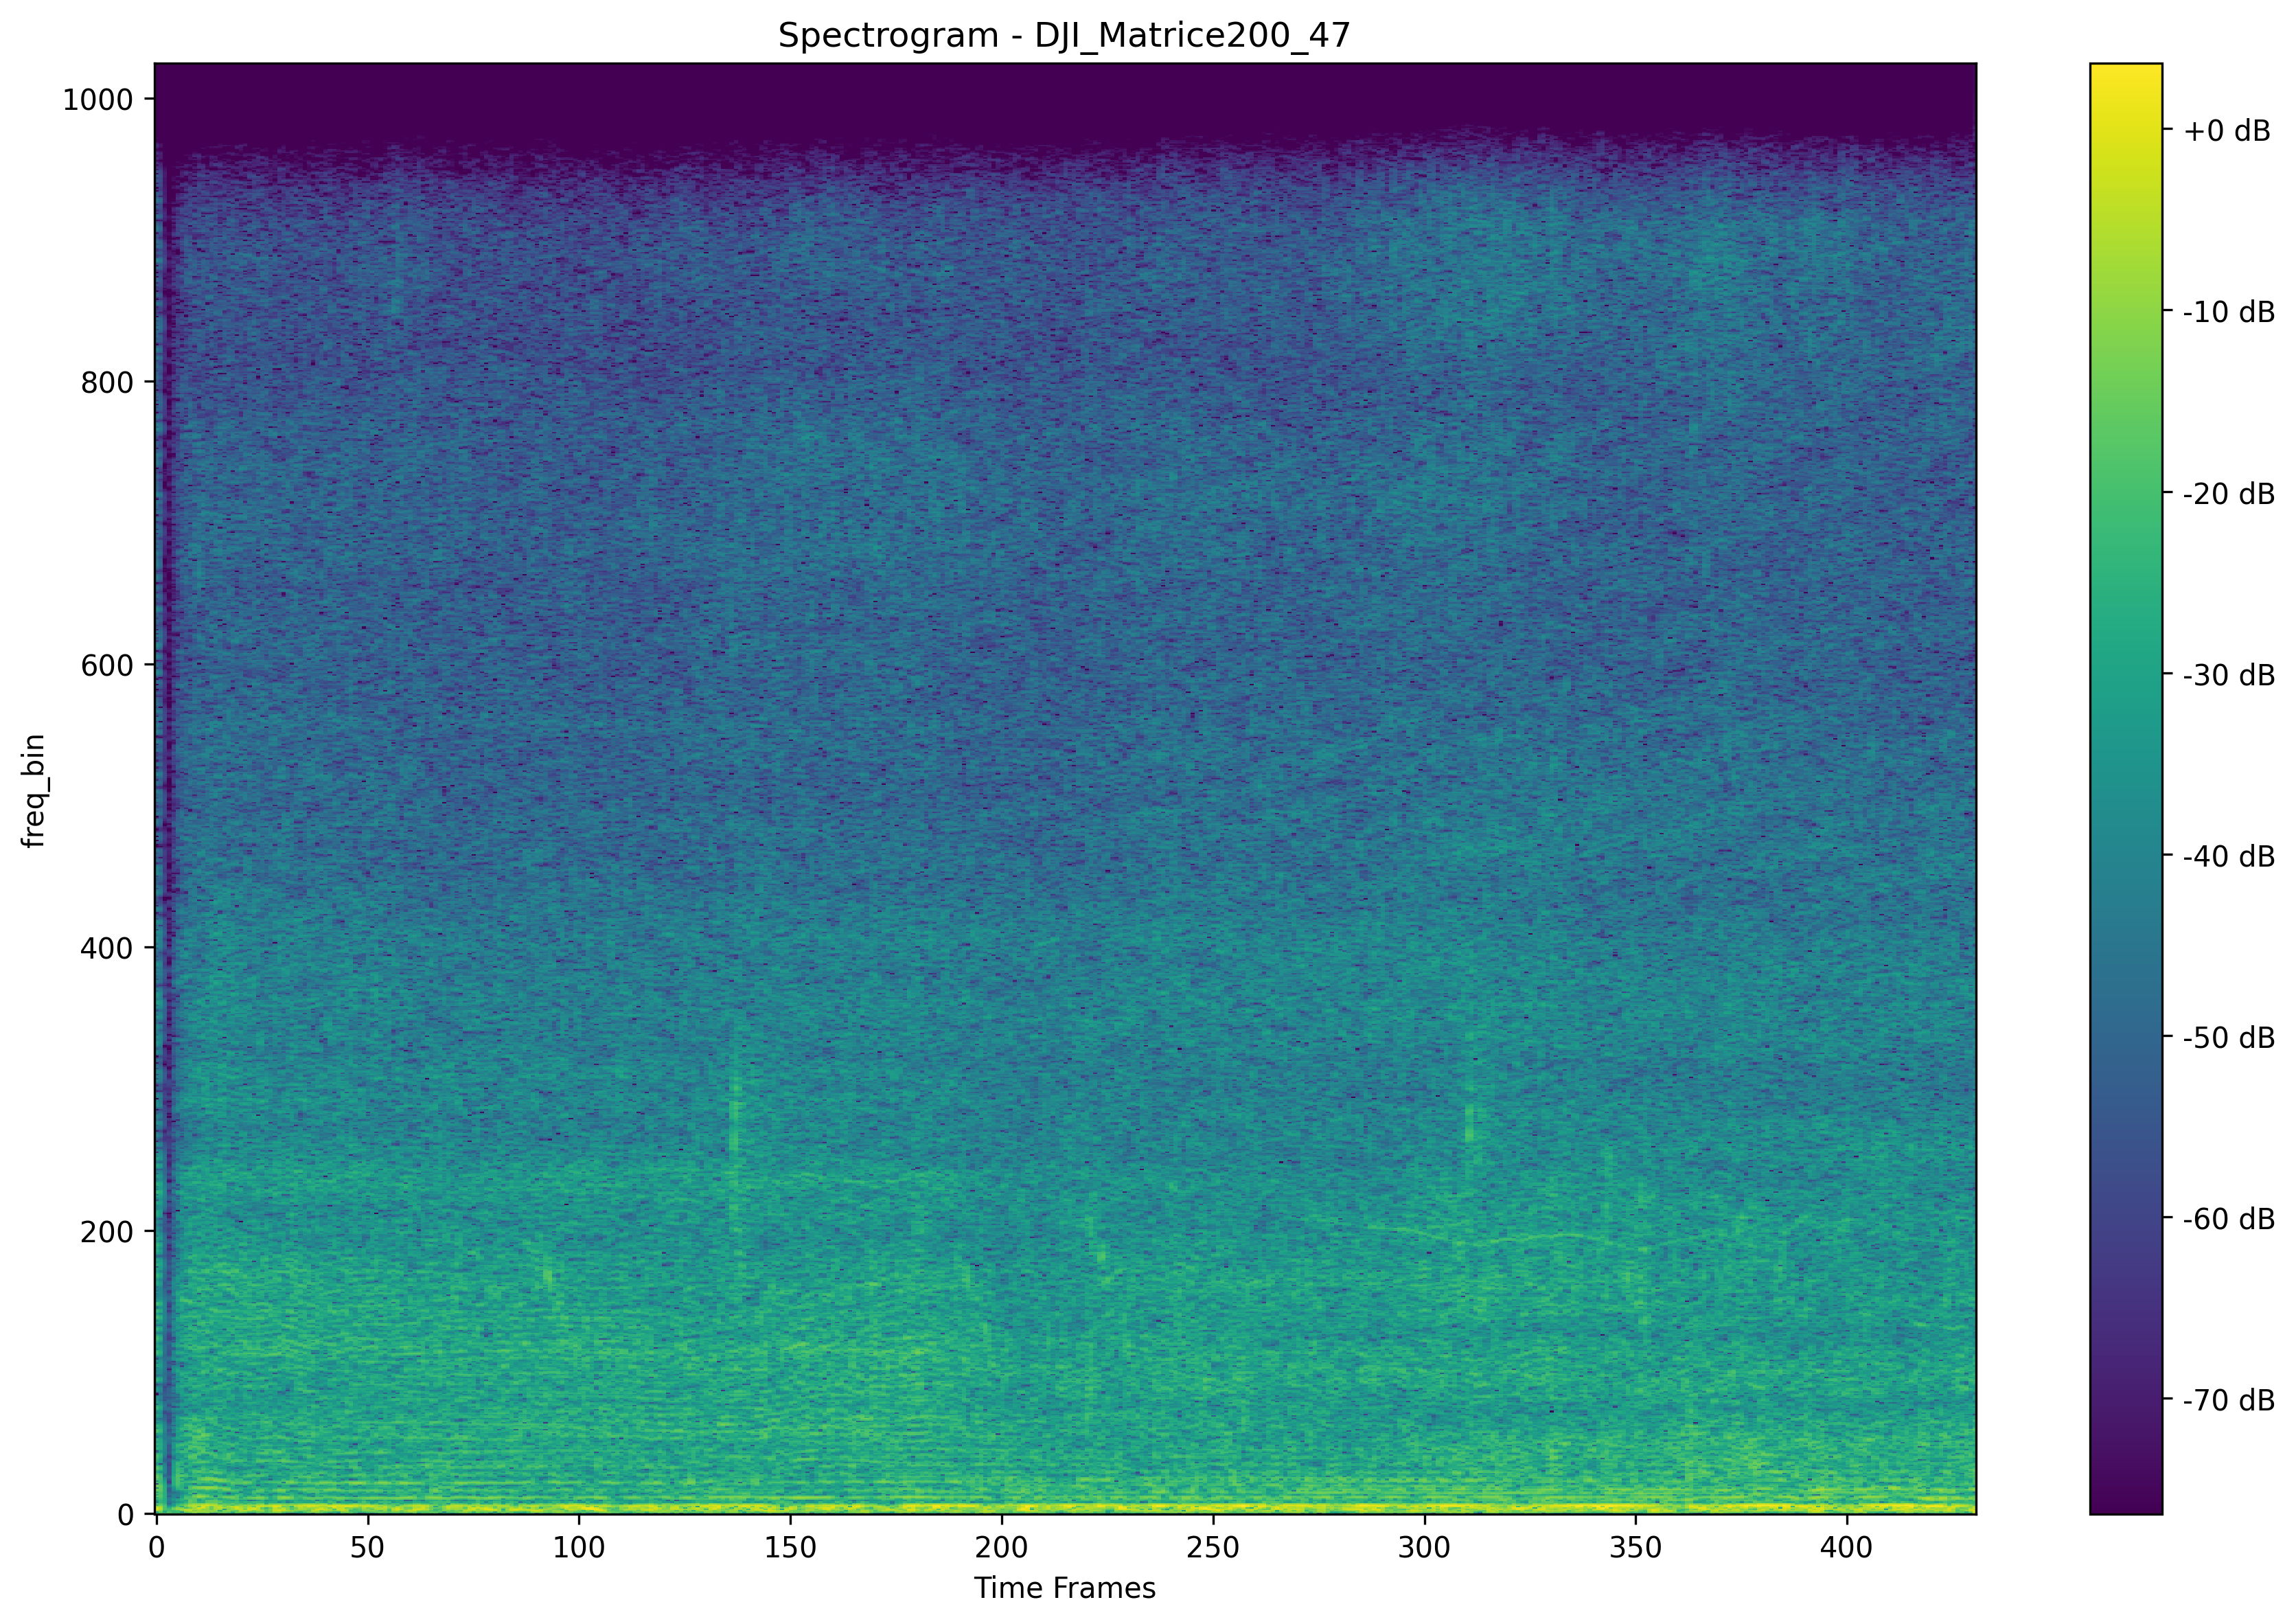 Spectrogram - DJI_Matrice200_47
1000
800
600
400
200
0
freq_bin
0 50 100 150 200 250 300 350 400
Time Frames
+0 dB
-10 dB
-20 dB
-30 dB
-40 dB
-50 dB
-60 dB
-70 dB